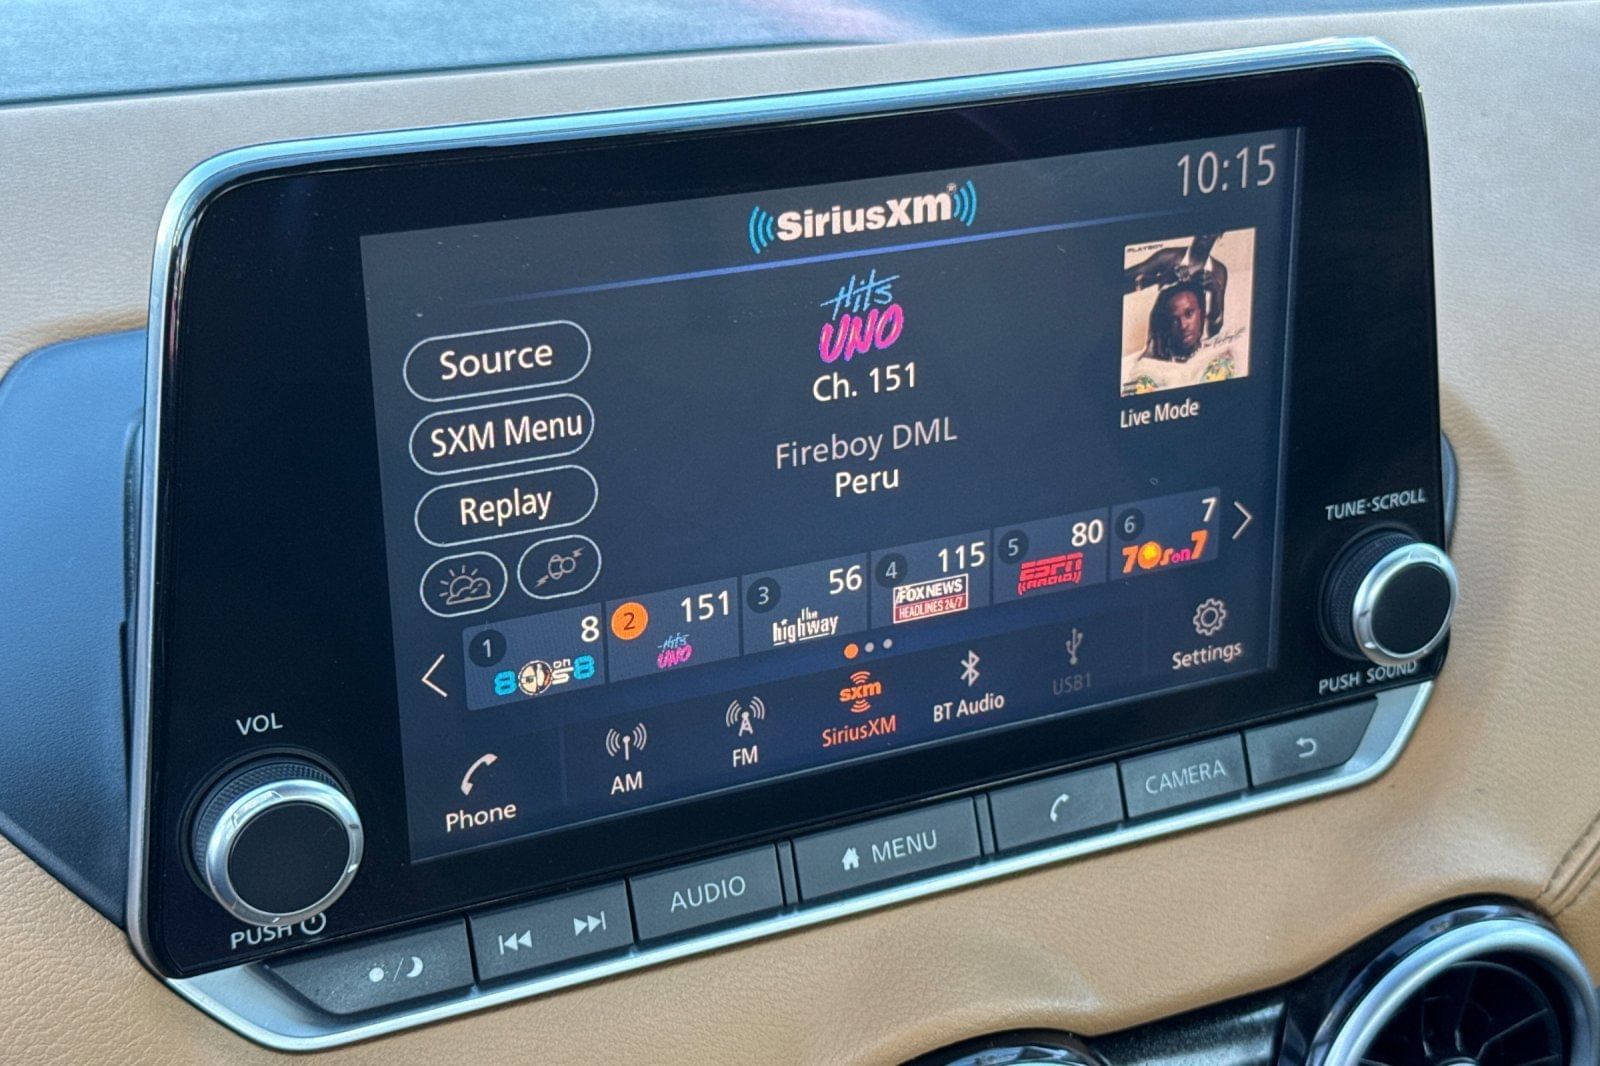 10:15
SiriusXm
PLAYBOY
Hits
UNO
Ch. 151
Live Mode
Source
SXM Menu
Replay
Fireboy DML
Peru
1 8
80s on 8
2 151
Hits
UNO
3 56
the
highway
4 115
FOX NEWS
HEADLINES 24/7
5 80
ESPN
RADIO
6 7
70s on 7
Phone
AM
FM
sxm
SiriusXM
BT Audio
USB1
Settings
VOL
PUSH
TUNE·SCROLL
PUSH SOUND
AUDIO
MENU
CAMERA